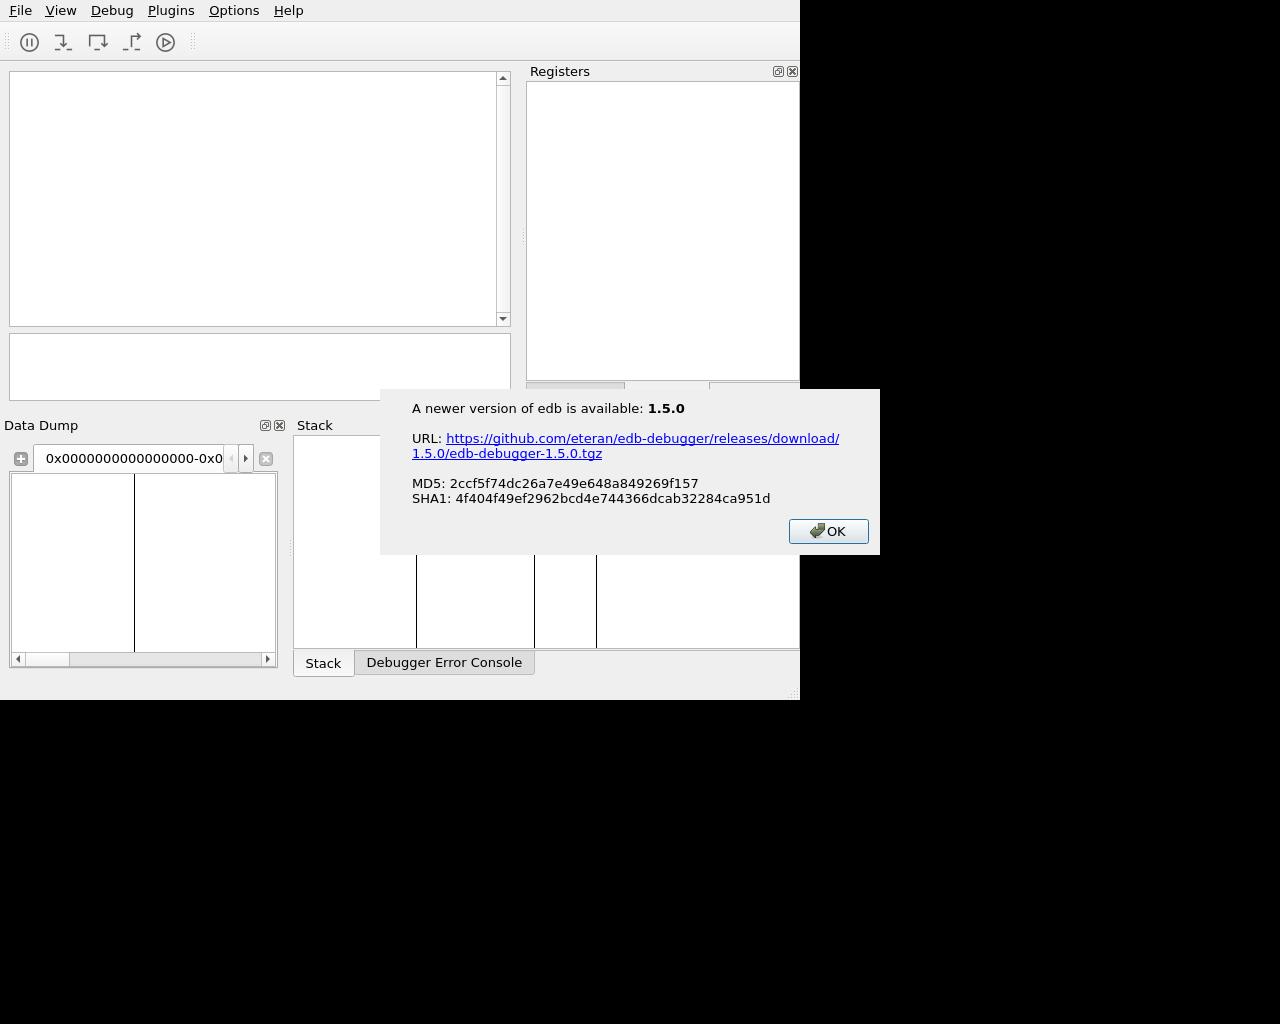 File View Debug Plugins Options Help
Registers
A newer version of edb is available: 1.5.0
URL: https://github.com/eteran/edb-debugger/releases/download/
1.5.0/edb-debugger-1.5.0.tgz
MD5: 2ccf5f74dc26a7e49e648a849269f157
SHA1: 4f404f49ef2962bcd4e744366dcab32284ca951d
OK
Data Dump
0x0000000000000000-0x0
Stack
Stack
Debugger Error Console